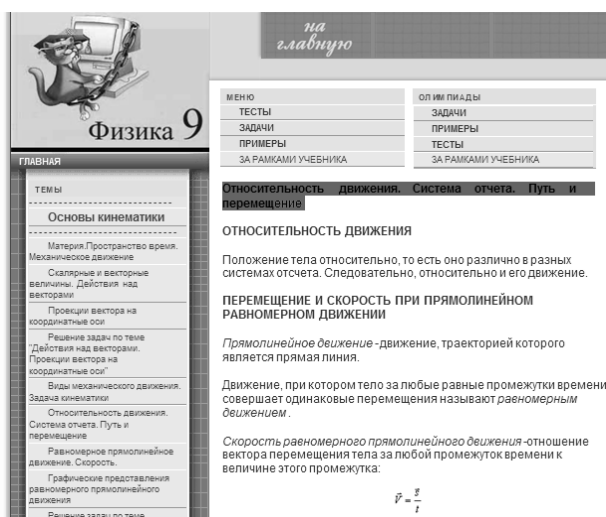 на
главную
Физика 9
ГЛАВНАЯ
ТЕМЫ
Основы кинематики
Материя.Пространство время.
Механическое движение
Скалярные и векторные
величины. Действия над
векторами
Проекции вектора на
координатные оси
Решение задач по теме
"Действия над векторами.
Проекции вектора на
координатные оси"
Виды механического движения.
Задача кинематики
Относительность движения.
Система отчета. Путь и
перемещение
Равномерное прямолинейное
движение. Скорость.
Графические представления
равномерного прямолинейного
движения
Решение задач по теме
МЕНЮ
ТЕСТЫ
ЗАДАЧИ
ПРИМЕРЫ
ЗА РАМКАМИ УЧЕБНИКА
ОЛИМПИАДЫ
ЗАДАЧИ
ПРИМЕРЫ
ТЕСТЫ
ЗА РАМКАМИ УЧЕБНИКА
Относительность движения. Система отчета. Путь и
перемещение
ОТНОСИТЕЛЬНОСТЬ ДВИЖЕНИЯ
Положение тела относительно, то есть оно различно в разных
системах отсчета. Следовательно, относительно и его движение.
ПЕРЕМЕЩЕНИЕ И СКОРОСТЬ ПРИ ПРЯМОЛИНЕЙНОМ
РАВНОМЕРНОМ ДВИЖЕНИИ
Прямолинейное движение -движение, траекторией которого
является прямая линия.
Движение, при котором тело за любые равные промежутки времени
совершает одинаковые перемещения называют равномерным
движением .
Скорость равномерного прямолинейного движения -отношение
вектора перемещения тела за любой промежуток времени к
величине этого промежутка:
V⃗ = s⃗/t